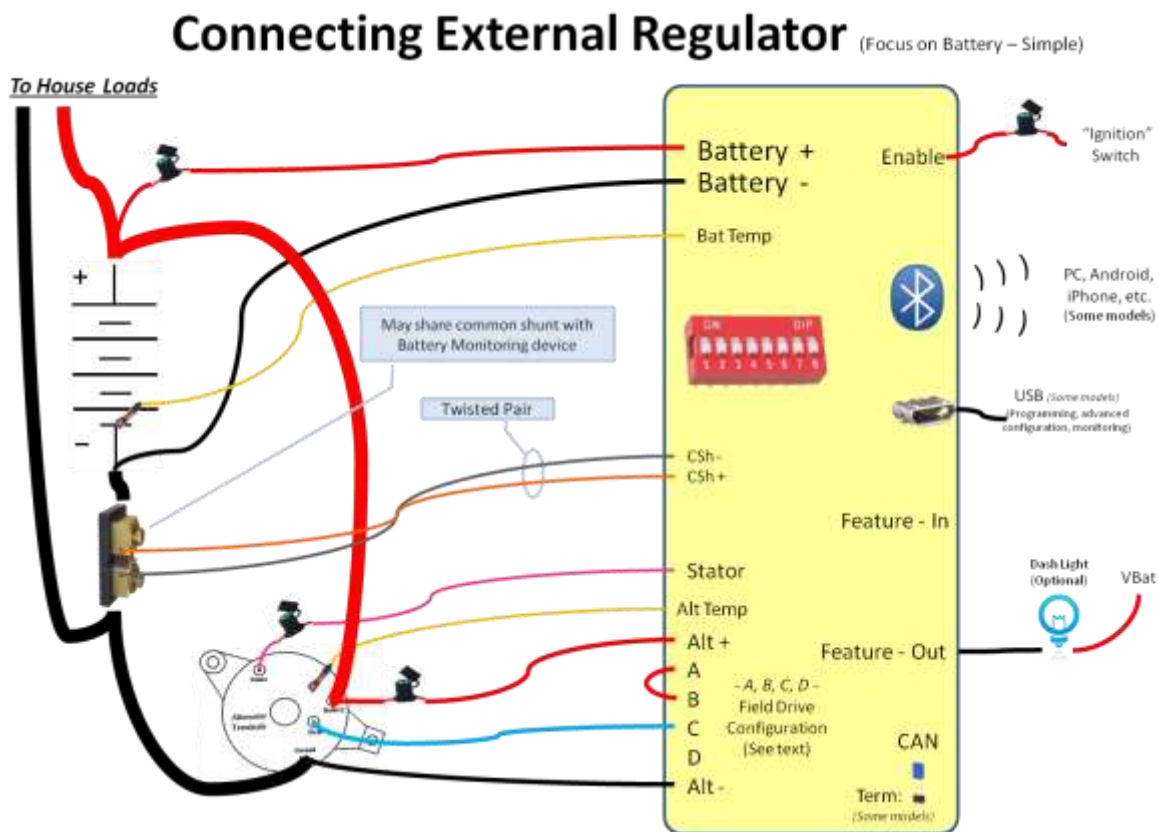 Connecting External Regulator (Focus on Battery – Simple)
To House Loads
Battery +
Battery -
Bat Temp
Enable
"Ignition"
Switch
PC, Android,
iPhone, etc.
(Some models)
May share common shunt with
Battery Monitoring device
ON DIP
1 2 3 4 5 6 7 8
USB (Some models)
(Programming, advanced
configuration, monitoring)
+
-
Twisted Pair
CSh-
CSh+
Feature - In
Stator
Alt Temp
Alt +
A
B
C
D
Alt -
- A, B, C, D -
Field Drive
Configuration
(See text)
Dash Light
(Optional)
VBat
Feature - Out
CAN
Term:
(Some models)
Alternator
Terminals